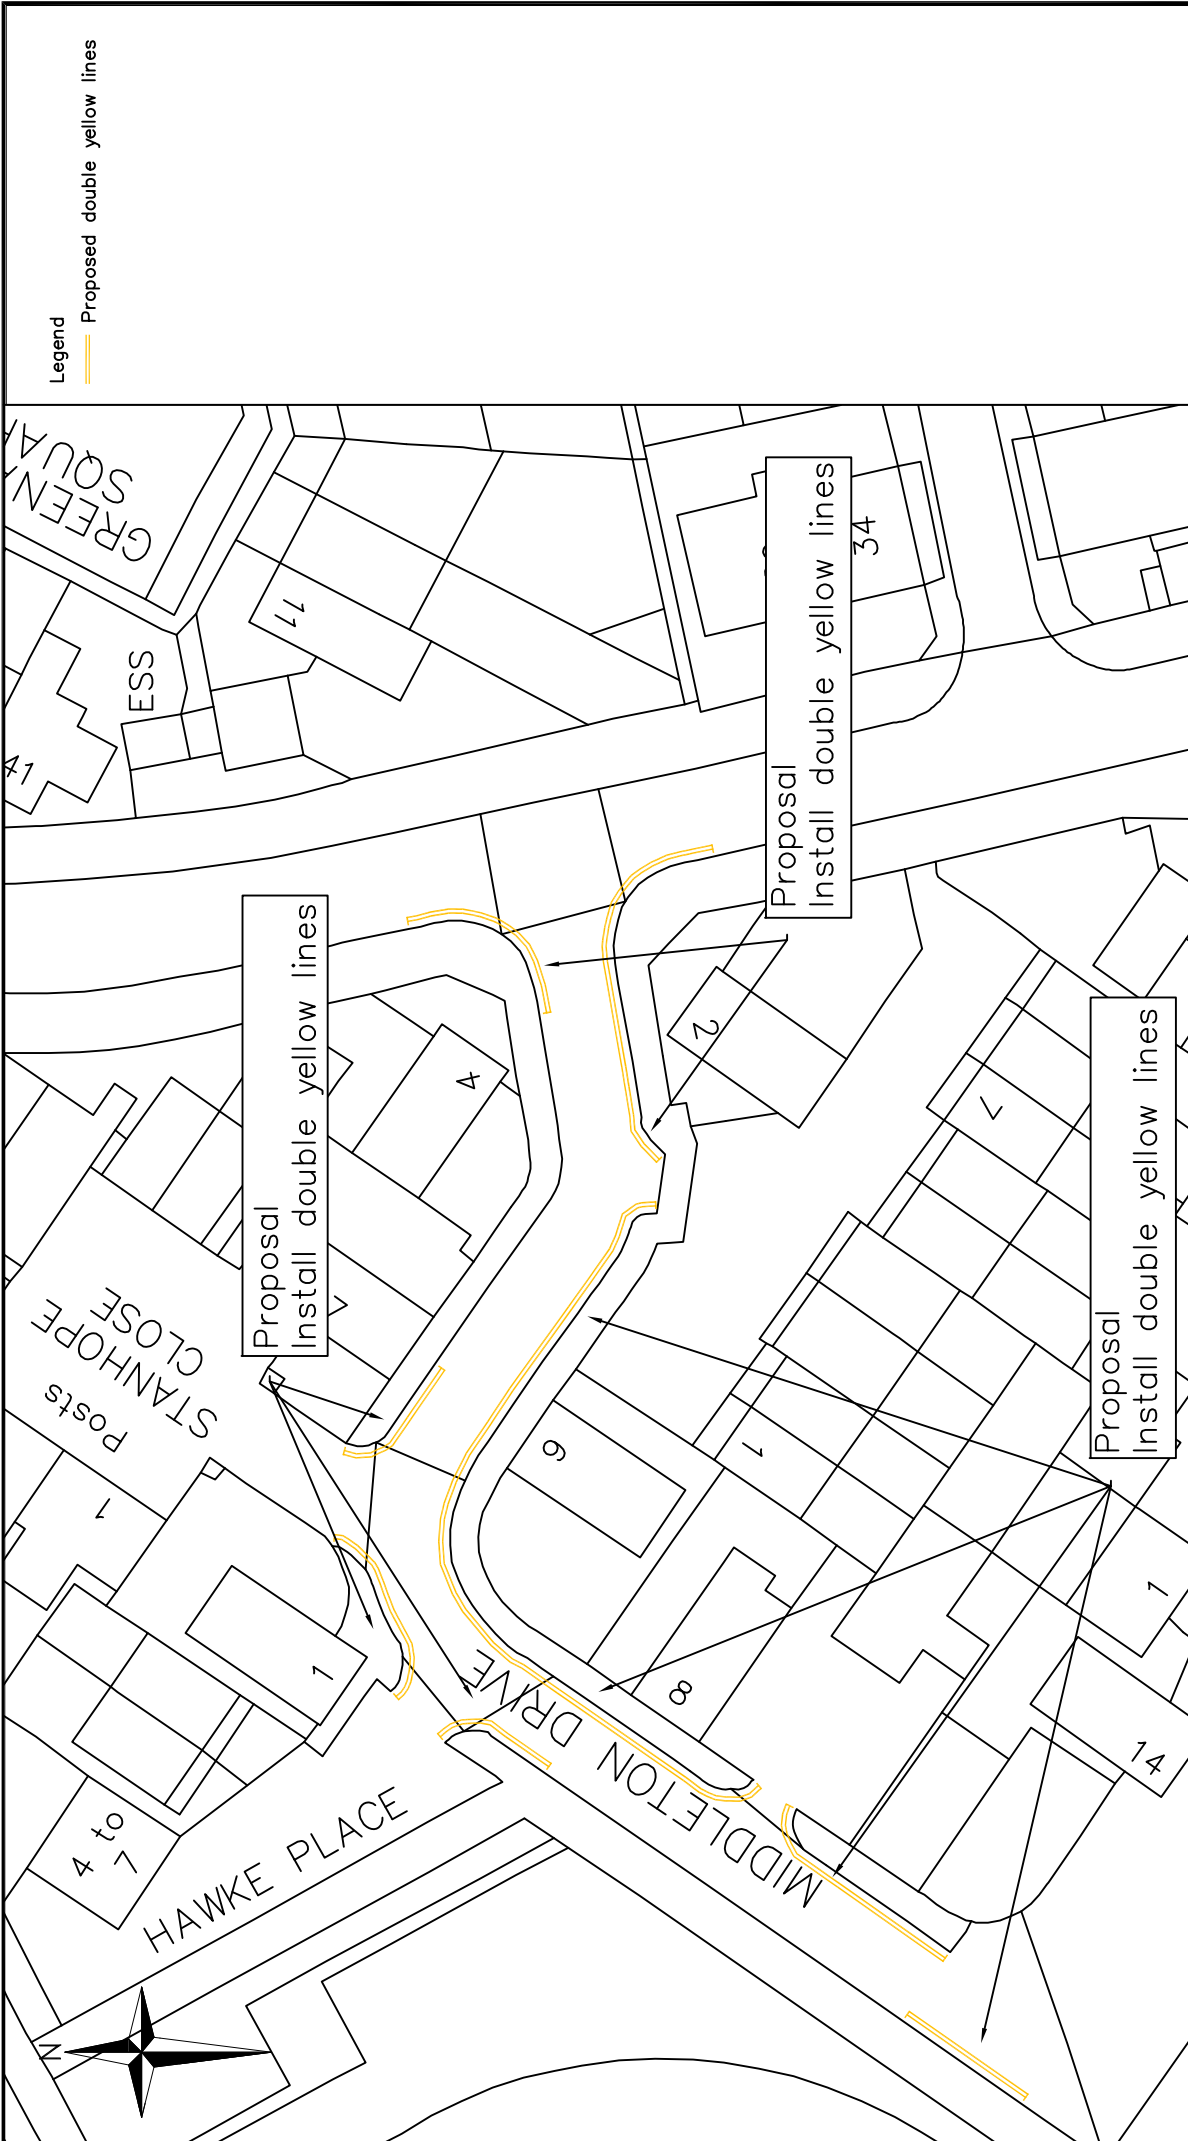 Legend
Proposed double yellow lines
GREEN
SQUA
41
ESS
11
34
Proposal
Install double yellow lines
Proposal
Install double yellow lines
4
2
7
STANHOPE
CLOSE
Posts
1
1
6
1
Proposal
Install double yellow lines
1
8
14
MIDDLETON DRIVE
4 to
7
HAWKE PLACE
N